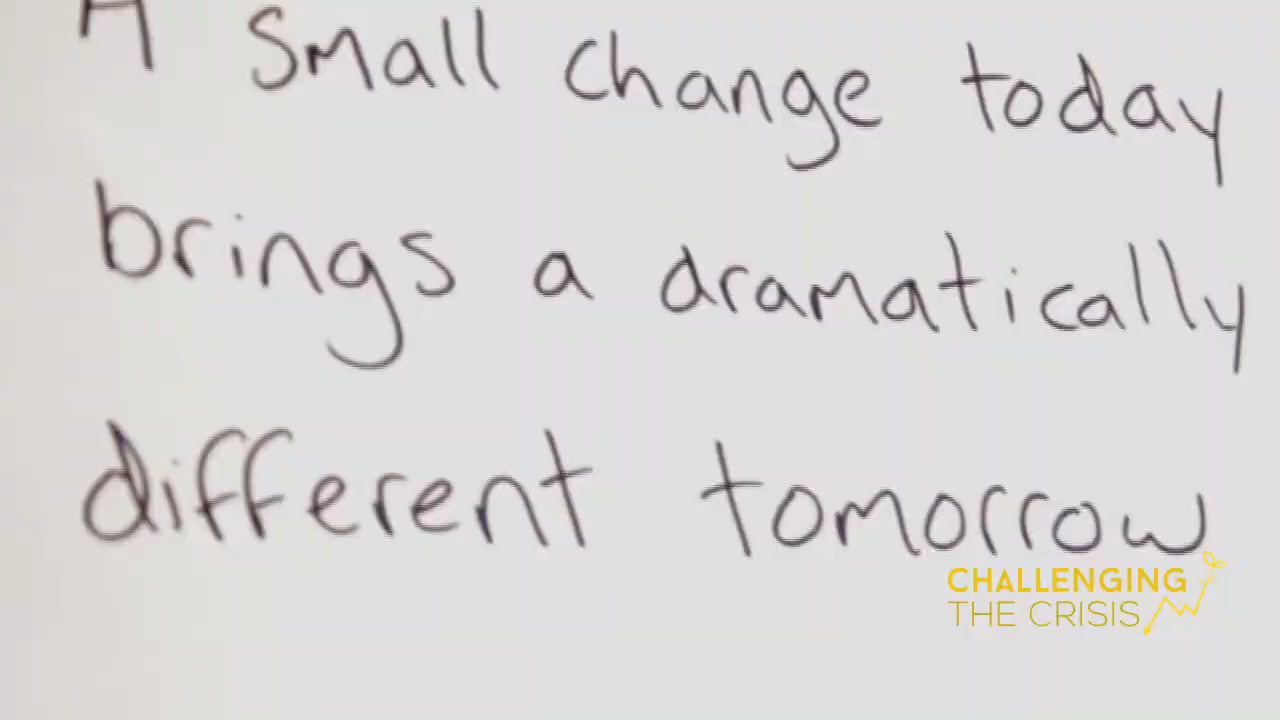 A small change today
brings a dramatically
different tomorrow
CHALLENGING
THE CRISIS